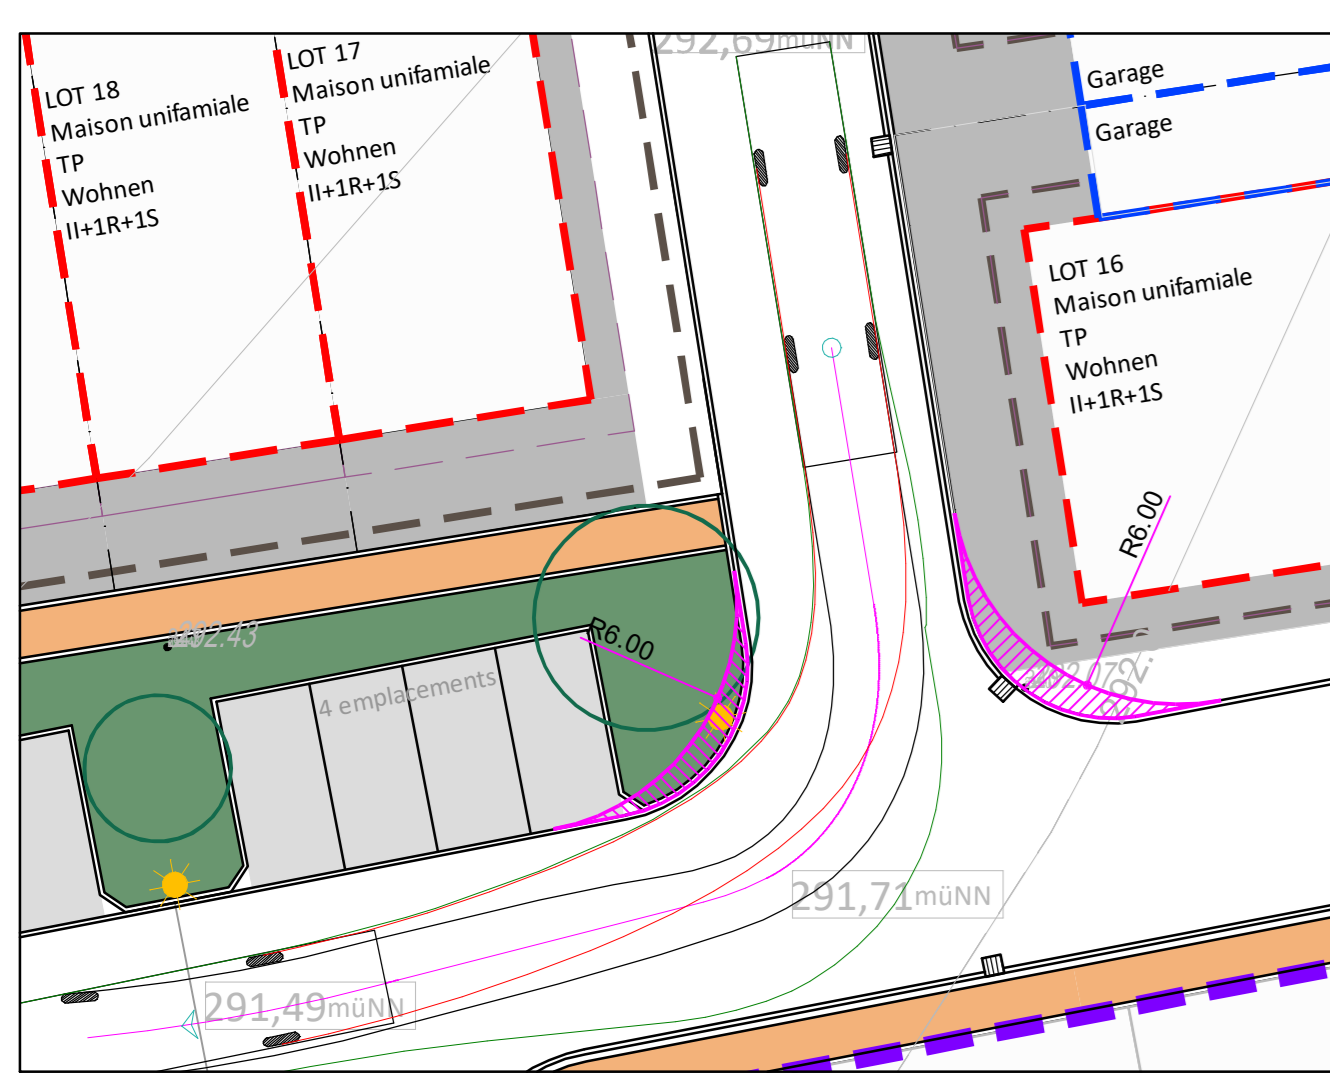 292,69müNN
LOT 18
Maison unifamiale
TP
Wohnen
II+1R+1S
LOT 17
Maison unifamiale
TP
Wohnen
II+1R+1S
Garage
Garage
LOT 16
Maison unifamiale
TP
Wohnen
II+1R+1S
R6.00
R6.00
4 emplacements
291,71müNN
291,49müNN